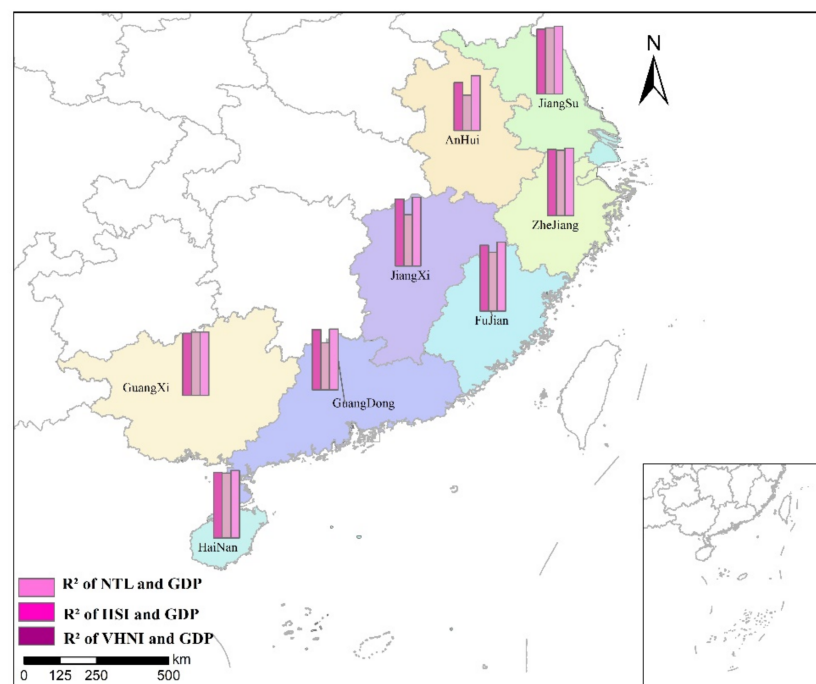 N
JiangSu
AnHui
ZheJiang
JiangXi
FuJian
GuangXi
GuangDong
HaiNan
R² of NTL and GDP
R² of HSI and GDP
R² of VHNI and GDP
km
0 125 250 500